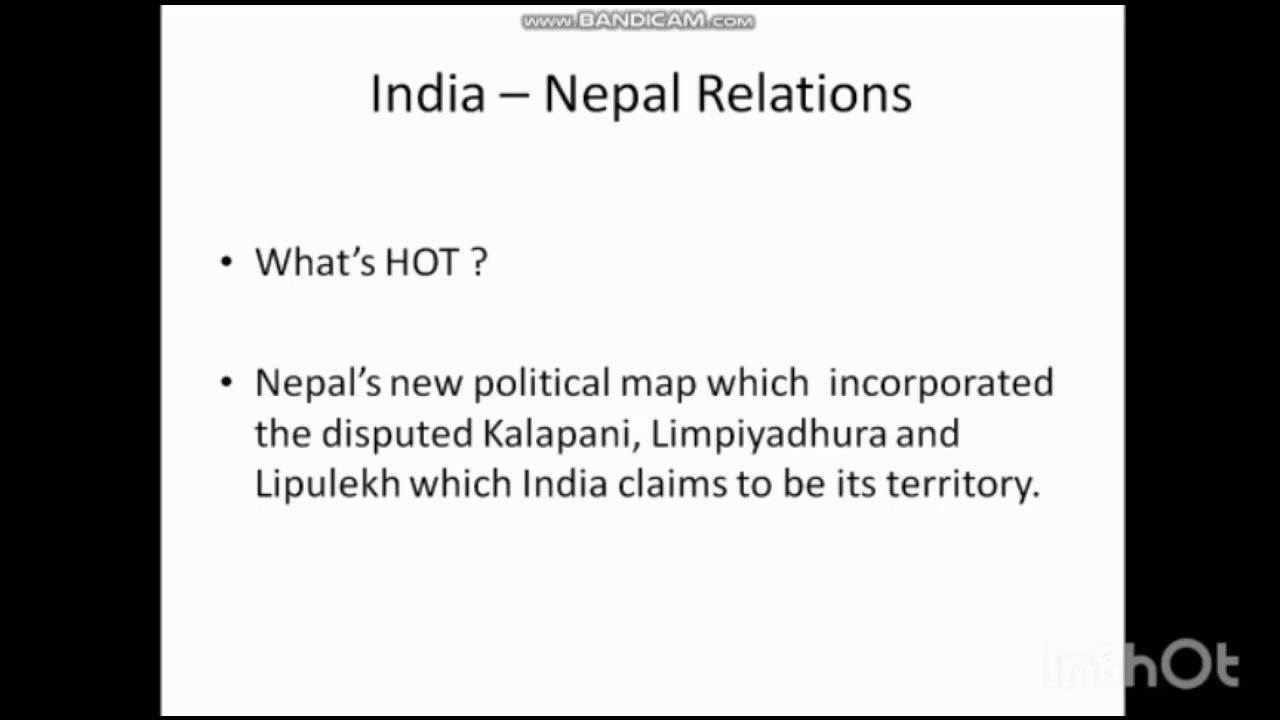 www.BANDICAM.com
India – Nepal Relations
• What's HOT ?
• Nepal's new political map which incorporated
the disputed Kalapani, Limpiyadhura and
Lipulekh which India claims to be its territory.
InShOt